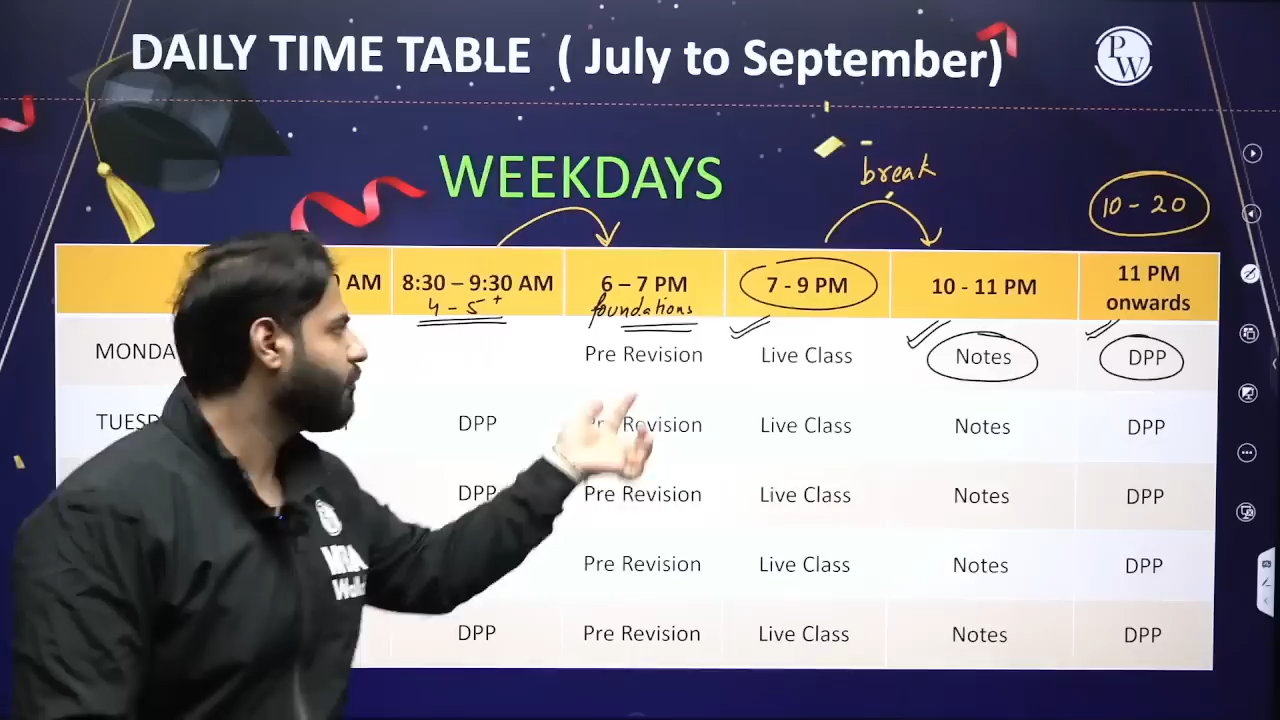 DAILY TIME TABLE ( July to September)
PW
WEEKDAYS
break
10 - 20
AM 8:30 – 9:30 AM 6 – 7 PM 7 - 9 PM 10 - 11 PM 11 PM onwards
4 - 5+ foundations
MONDA Pre Revision Live Class Notes DPP
TUESD DPP Pre Revision Live Class Notes DPP
DPP Pre Revision Live Class Notes DPP
Pre Revision Live Class Notes DPP
DPP Pre Revision Live Class Notes DPP